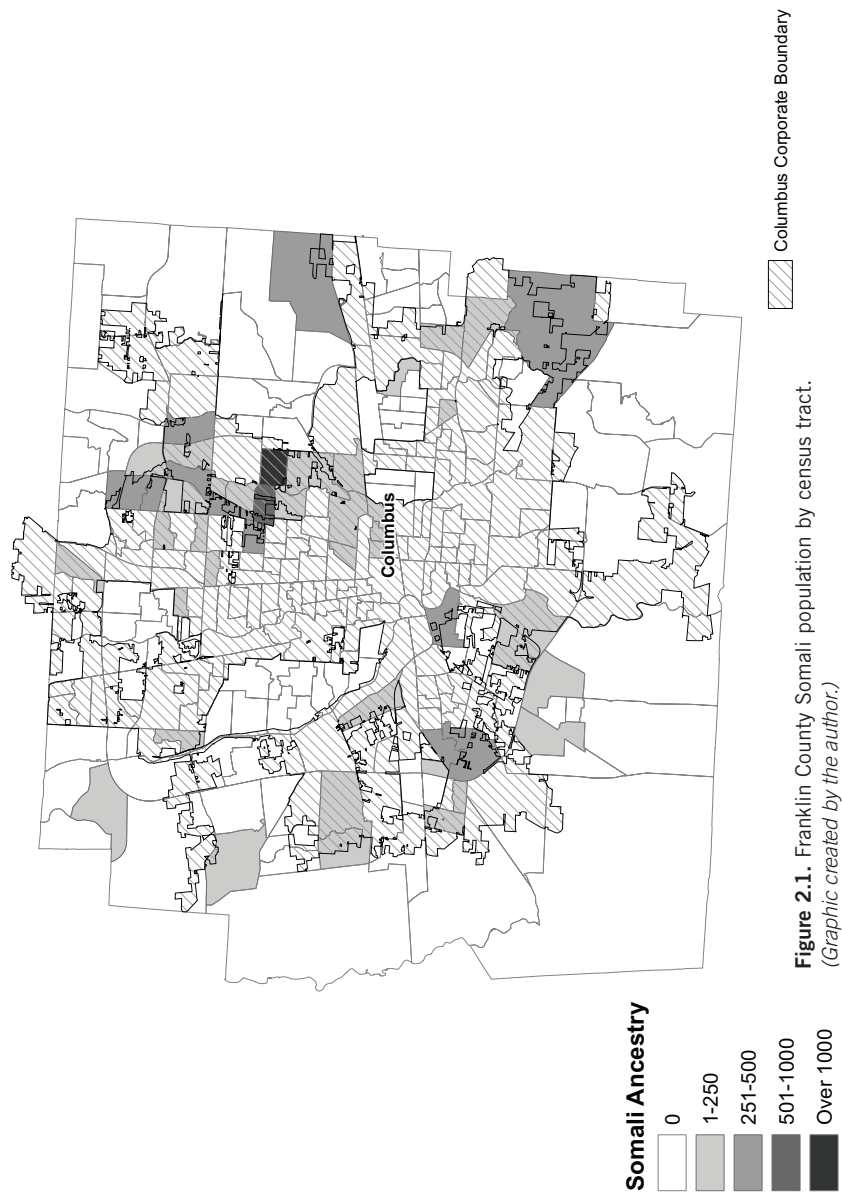 Columbus
Somali Ancestry
0
1-250
251-500
501-1000
Over 1000
Columbus Corporate Boundary
Figure 2.1. Franklin County Somali population by census tract.
(Graphic created by the author.)